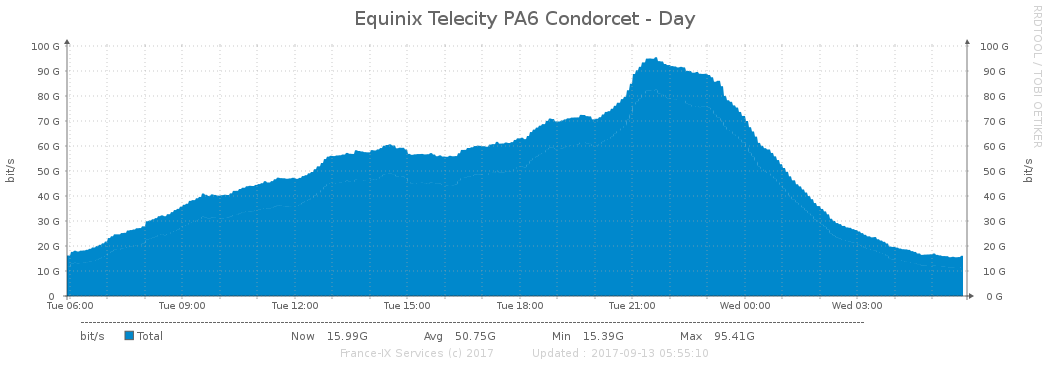 Equinix Telecity PA6 Condorcet - Day
RRDTOOL / TOBI OETIKER
bit/s
bit/s
100 G 100 G
90 G 90 G
80 G 80 G
70 G 70 G
60 G 60 G
50 G 50 G
40 G 40 G
30 G 30 G
20 G 20 G
10 G 10 G
0 0 G
Tue 06:00 Tue 09:00 Tue 12:00 Tue 15:00 Tue 18:00 Tue 21:00 Wed 00:00 Wed 03:00
bit/s Total Now 15.99G Avg 50.75G Min 15.39G Max 95.41G
France-IX Services (c) 2017 Updated : 2017-09-13 05:55:10